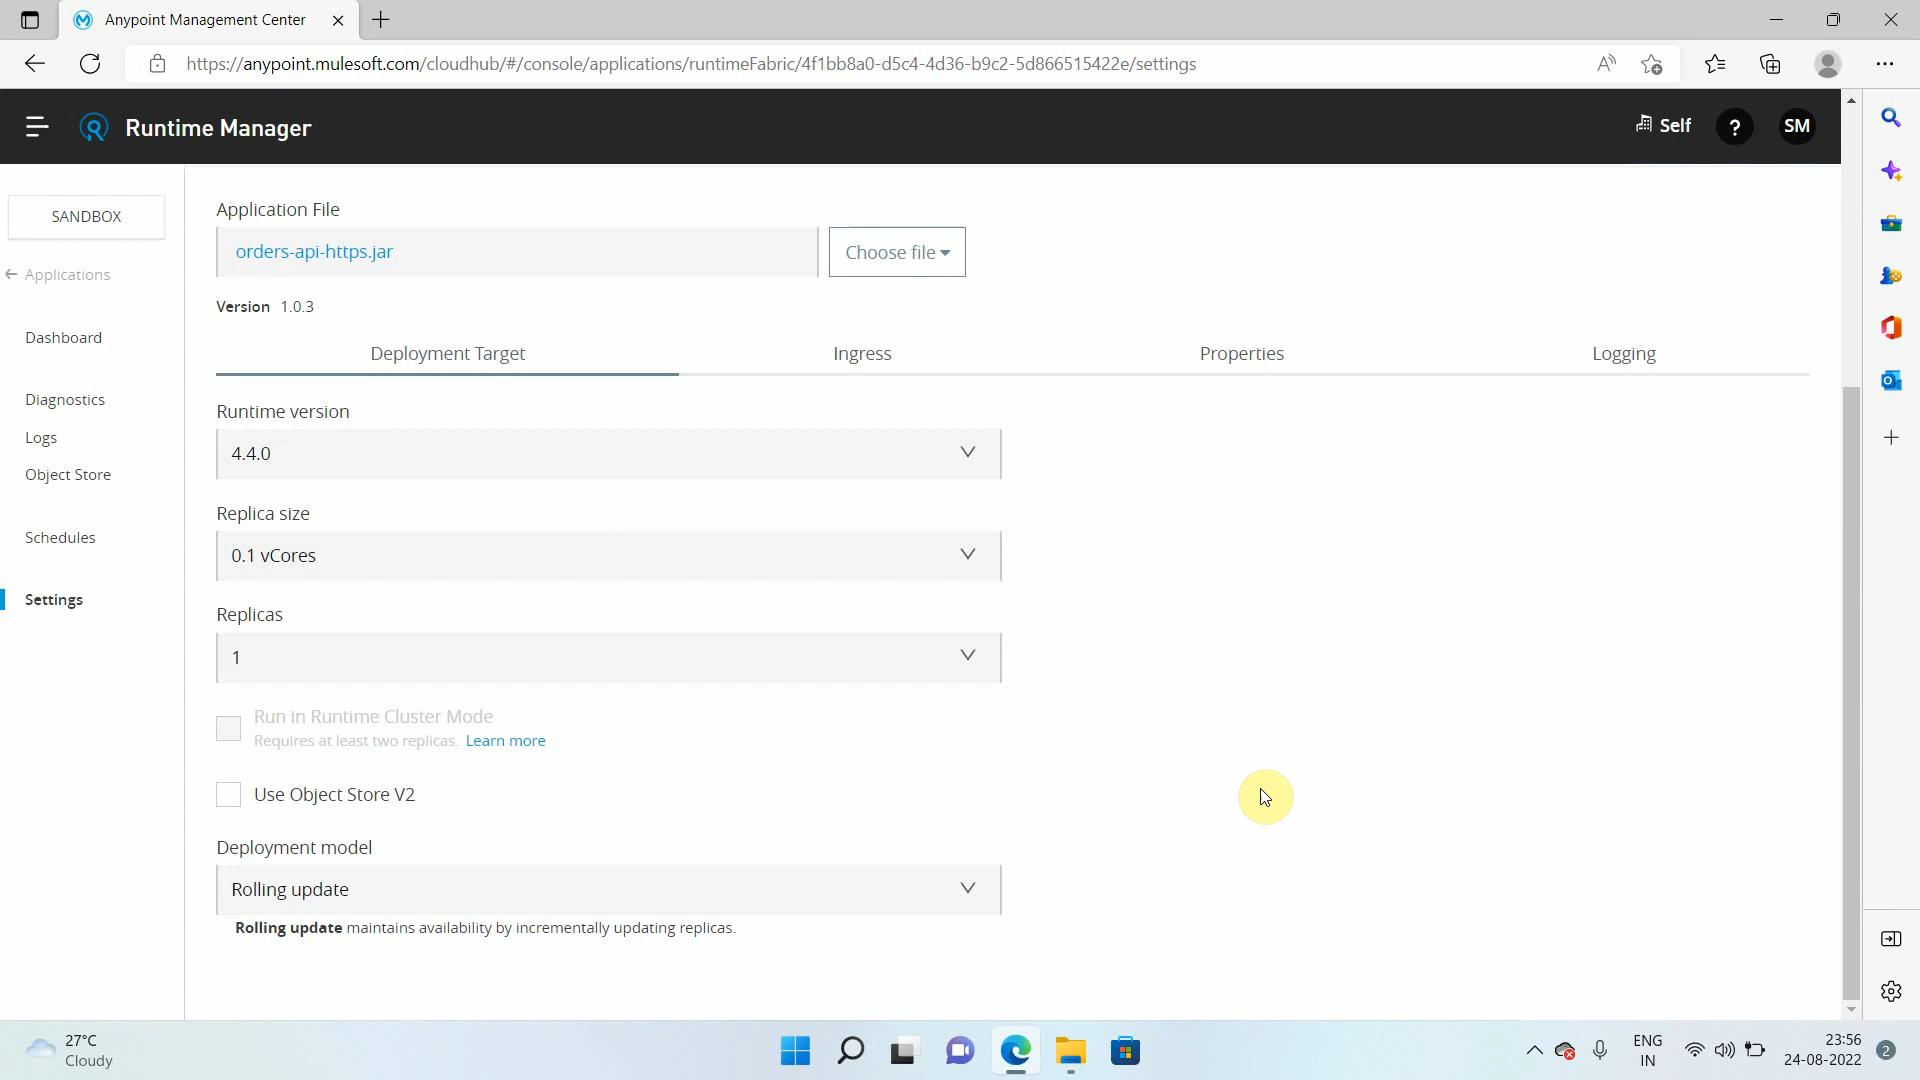 Anypoint Management Center
https://anypoint.mulesoft.com/cloudhub/#/console/applications/runtimeFabric/4f1bb8a0-d5c4-4d36-b9c2-5d866515422e/settings
Runtime Manager
Self
?
SM
SANDBOX
Applications
Dashboard
Diagnostics
Logs
Object Store
Schedules
Settings
Application File
orders-api-https.jar
Choose file
Version 1.0.3
Deployment Target
Ingress
Properties
Logging
Runtime version
4.4.0
Replica size
0.1 vCores
Replicas
1
Run in Runtime Cluster Mode
Requires at least two replicas. Learn more
Use Object Store V2
Deployment model
Rolling update
Rolling update maintains availability by incrementally updating replicas.
27°C
Cloudy
ENG
IN
23:56
24-08-2022
2